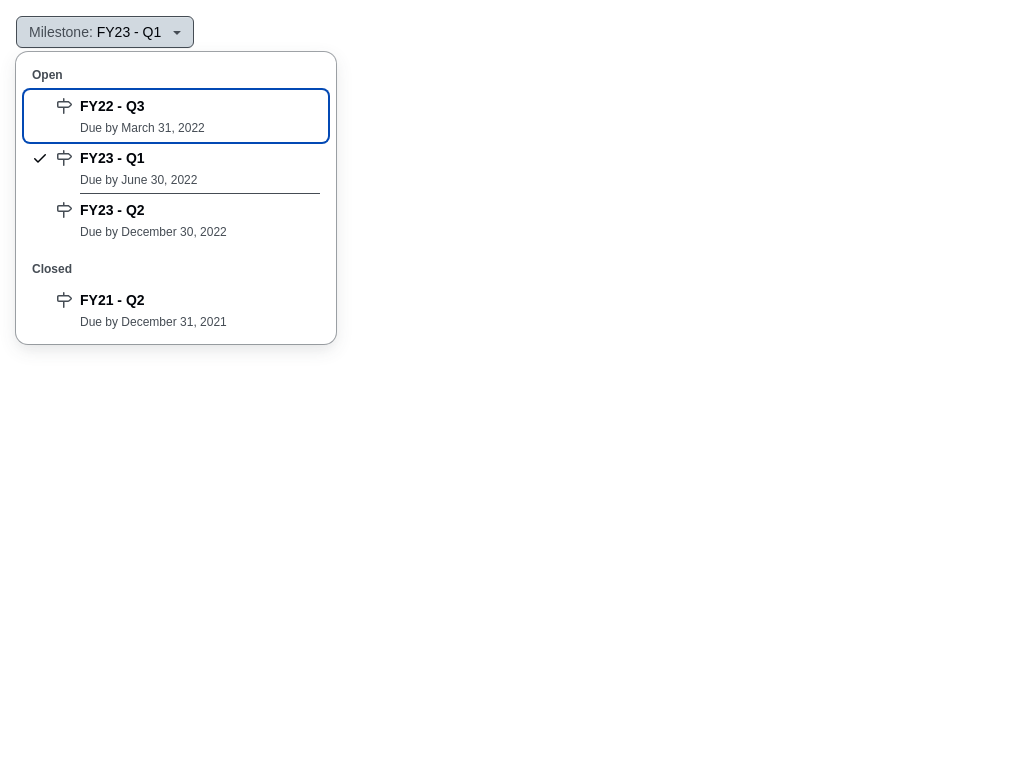 Milestone: FY23 - Q1
Open
FY22 - Q3
Due by March 31, 2022
FY23 - Q1
Due by June 30, 2022
FY23 - Q2
Due by December 30, 2022
Closed
FY21 - Q2
Due by December 31, 2021